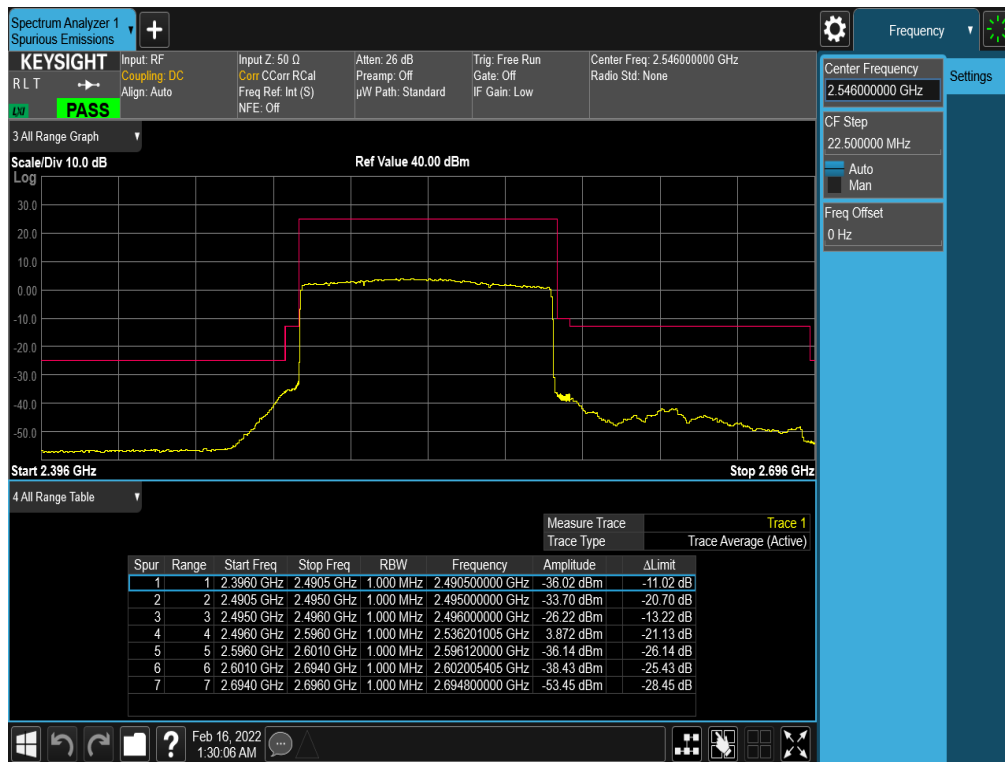 Spectrum Analyzer 1
Spurious Emissions
Frequency
KEYSIGHT
R L T
LXI
PASS
Input: RF
Coupling: DC
Align: Auto
Input Z: 50 Ω
Corr CCorr RCal
Freq Ref: Int (S)
NFE: Off
Atten: 26 dB
Preamp: Off
µW Path: Standard
Trig: Free Run
Gate: Off
IF Gain: Low
Center Freq: 2.546000000 GHz
Radio Std: None
Center Frequency
2.546000000 GHz
Settings
CF Step
22.500000 MHz
Auto
Man
Freq Offset
0 Hz
3 All Range Graph
Scale/Div 10.0 dB
Ref Value 40.00 dBm
Log
30.0
20.0
10.0
0.00
-10.0
-20.0
-30.0
-40.0
-50.0
Start 2.396 GHz
Stop 2.696 GHz
4 All Range Table
Measure Trace Trace 1
Trace Type Trace Average (Active)
Spur Range Start Freq Stop Freq RBW Frequency Amplitude ΔLimit
1 1 2.3960 GHz 2.4905 GHz 1.000 MHz 2.490500000 GHz -36.02 dBm -11.02 dB
2 2 2.4905 GHz 2.4950 GHz 1.000 MHz 2.495000000 GHz -33.70 dBm -20.70 dB
3 3 2.4950 GHz 2.4960 GHz 1.000 MHz 2.496000000 GHz -26.22 dBm -13.22 dB
4 4 2.4960 GHz 2.5960 GHz 1.000 MHz 2.536201005 GHz 3.872 dBm -21.13 dB
5 5 2.5960 GHz 2.6010 GHz 1.000 MHz 2.596120000 GHz -36.14 dBm -26.14 dB
6 6 2.6010 GHz 2.6940 GHz 1.000 MHz 2.602005405 GHz -38.43 dBm -25.43 dB
7 7 2.6940 GHz 2.6960 GHz 1.000 MHz 2.694800000 GHz -53.45 dBm -28.45 dB
Feb 16, 2022
1:30:06 AM